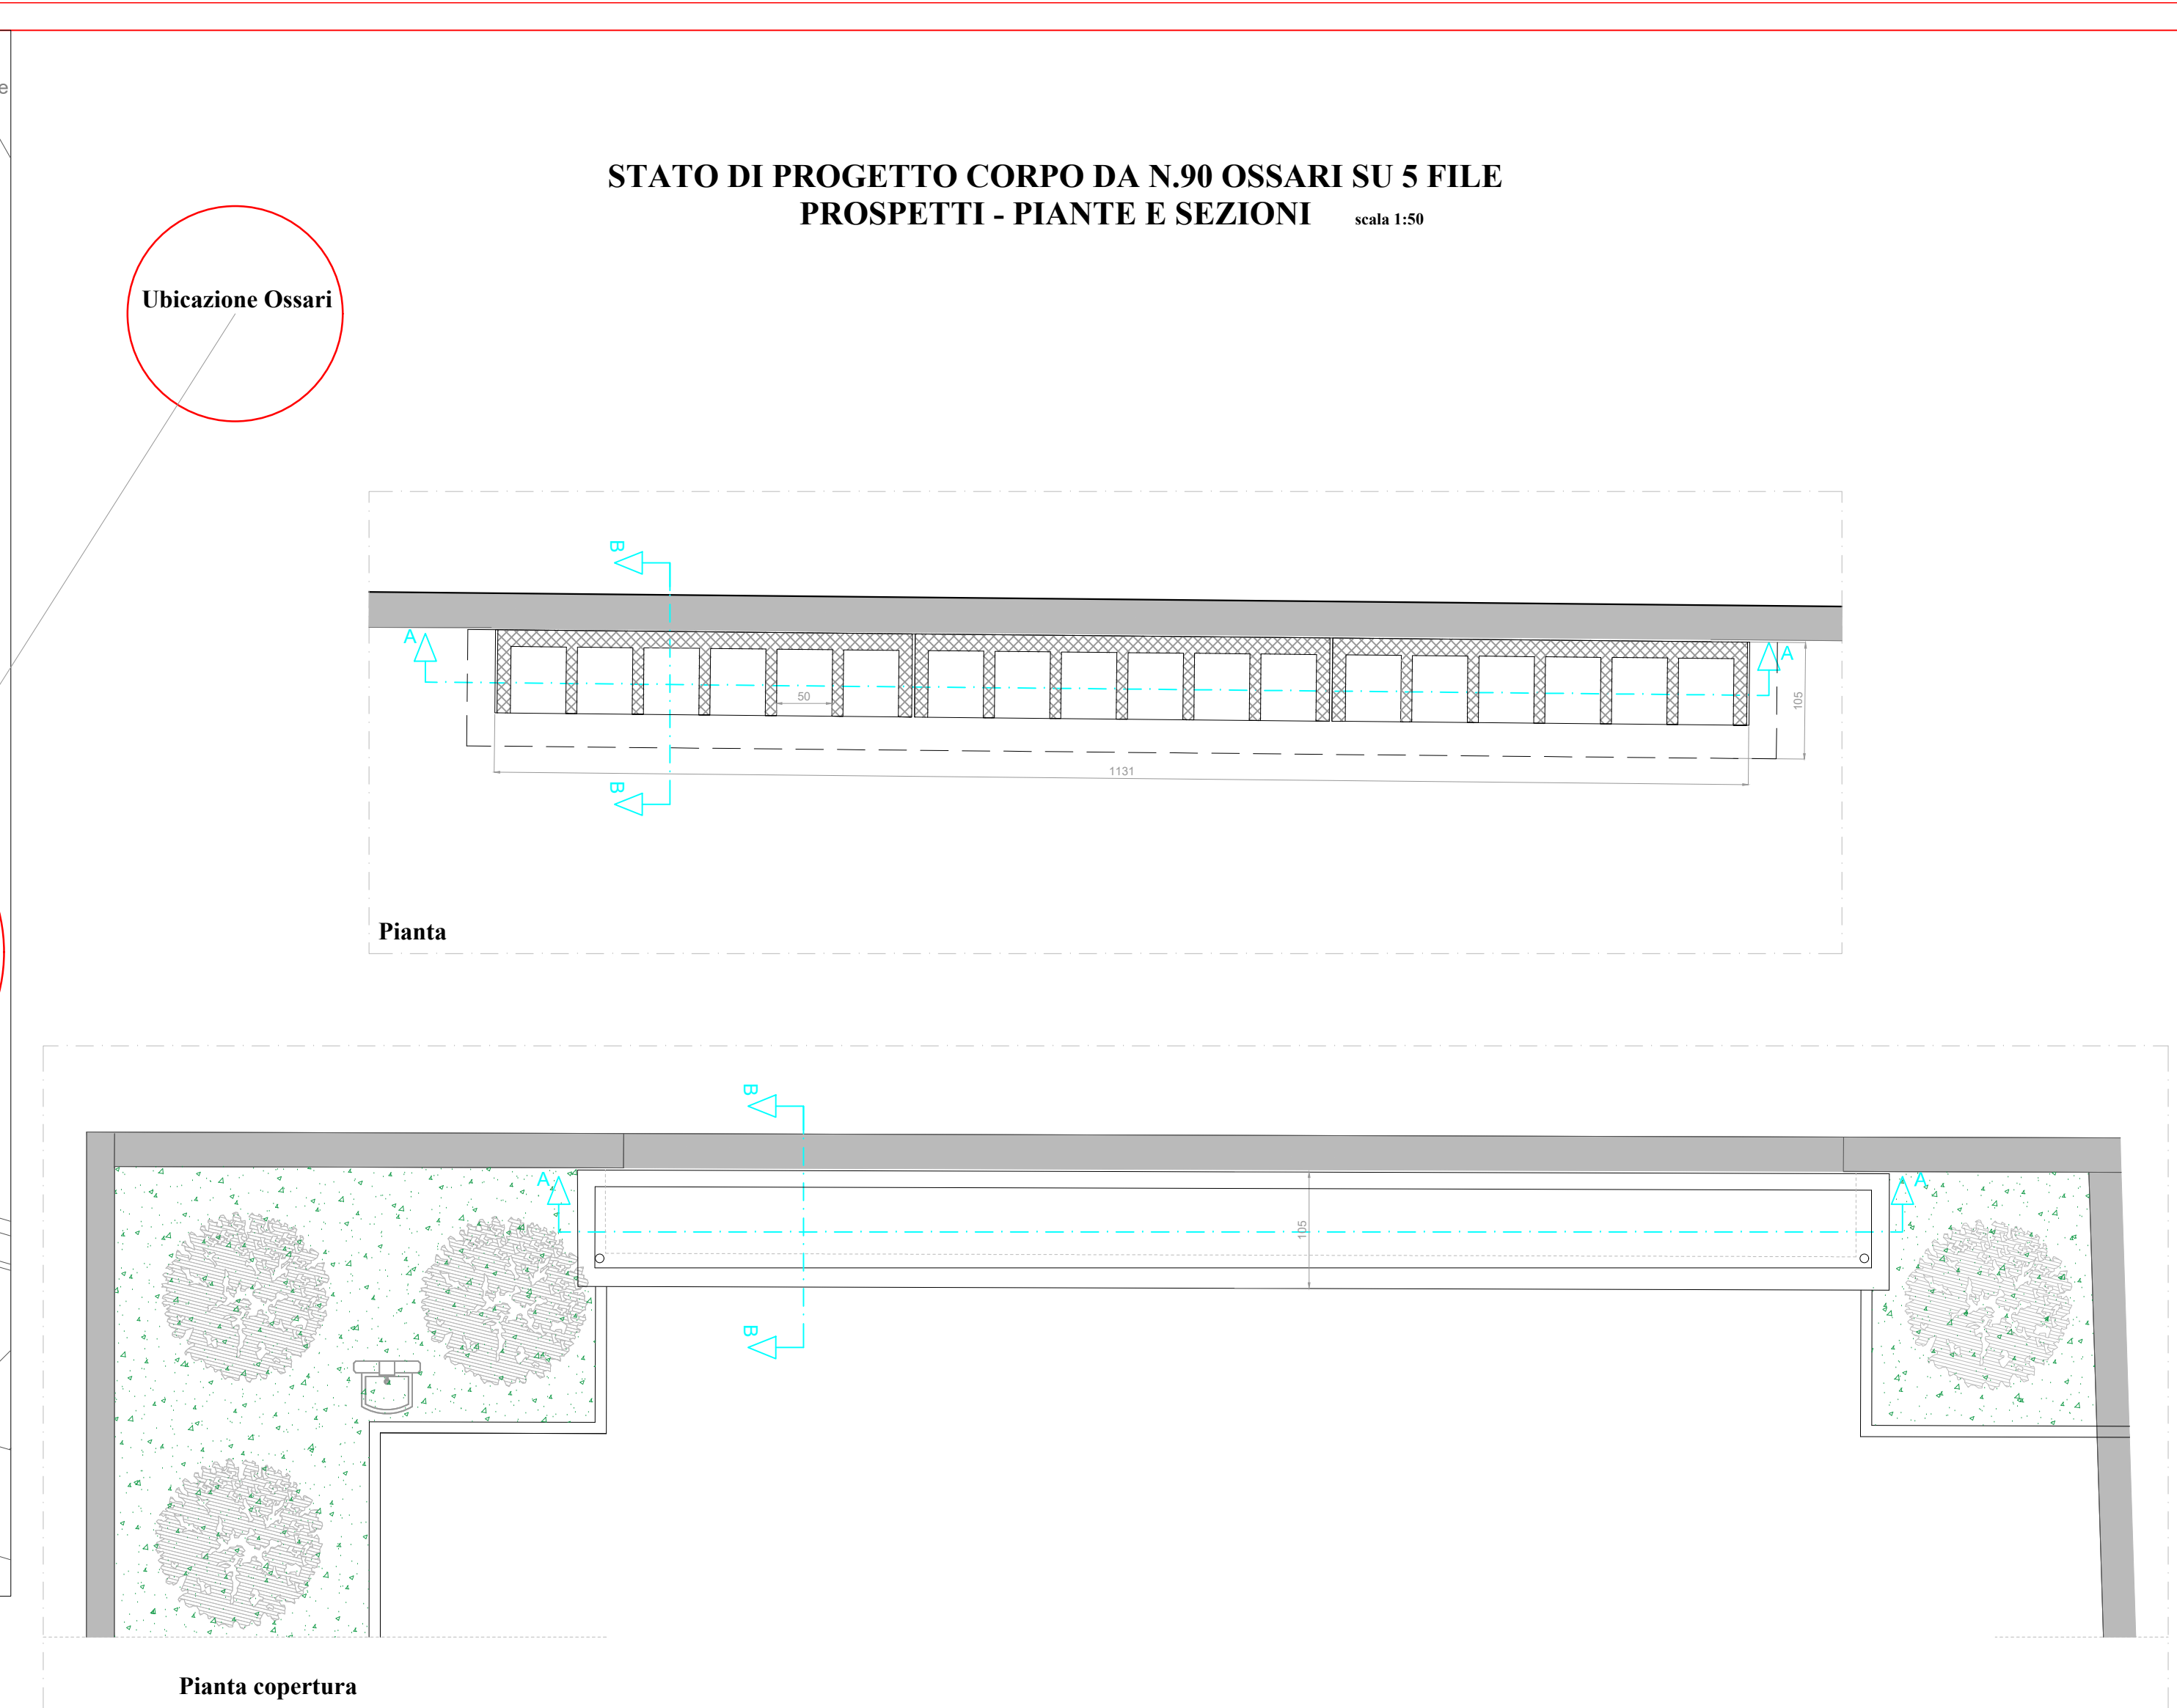 e
STATO DI PROGETTO CORPO DA N.90 OSSARI SU 5 FILE
PROSPETTI - PIANTE E SEZIONI scala 1:50
Ubicazione Ossari
B
A
A
50
105
1131
B
Pianta
B
A
A
105
B
Pianta copertura